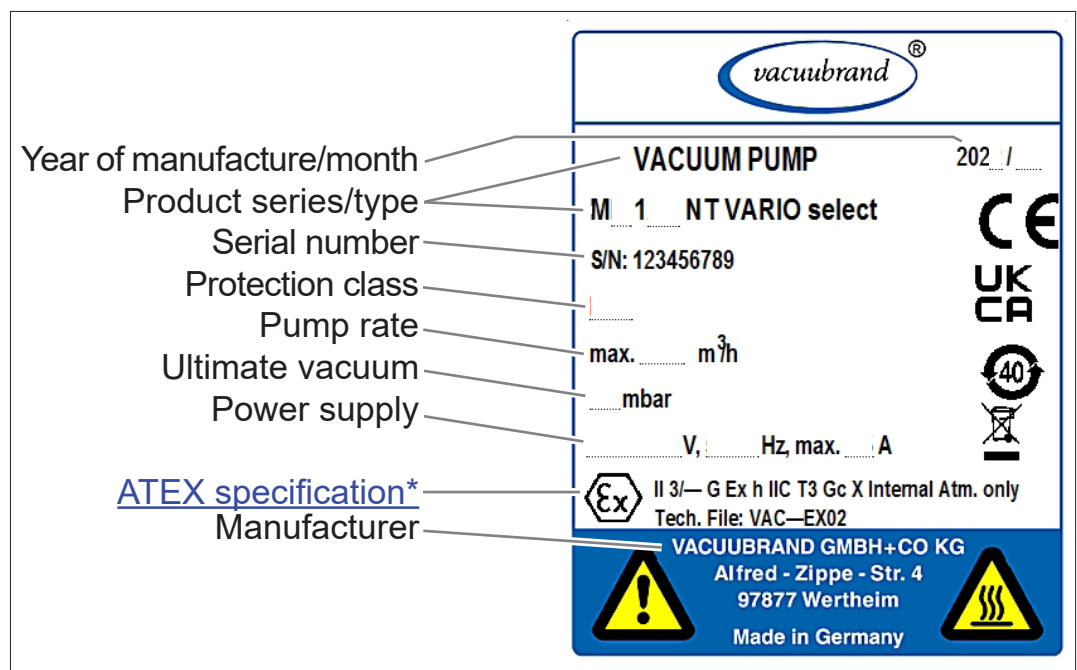 vacuubrand ®
Year of manufacture/month
Product series/type
Serial number
Protection class
Pump rate
Ultimate vacuum
Power supply
ATEX specification*
Manufacturer
VACUUM PUMP 202 /
M 1 NT VARIO select
S/N: 123456789
max. m³/h
mbar
V, Hz, max. A
CE
UK
CA
40
Ex II 3/— G Ex h IIC T3 Gc X Internal Atm. only
Tech. File: VAC—EX02
VACUUBRAND GMBH+CO KG
Alfred - Zippe - Str. 4
97877 Wertheim
Made in Germany